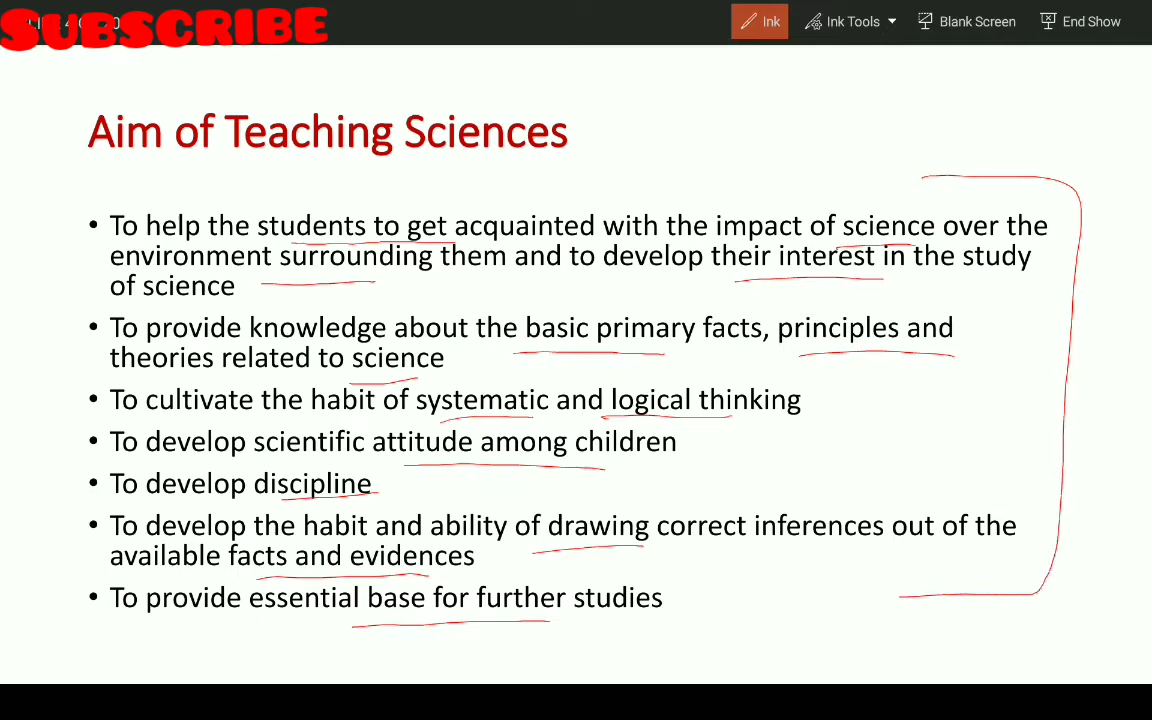 SUBSCRIBE
Ink
Ink Tools
Blank Screen
End Show
Aim of Teaching Sciences
• To help the students to get acquainted with the impact of science over the
environment surrounding them and to develop their interest in the study
of science
• To provide knowledge about the basic primary facts, principles and
theories related to science
• To cultivate the habit of systematic and logical thinking
• To develop scientific attitude among children
• To develop discipline
• To develop the habit and ability of drawing correct inferences out of the
available facts and evidences
• To provide essential base for further studies